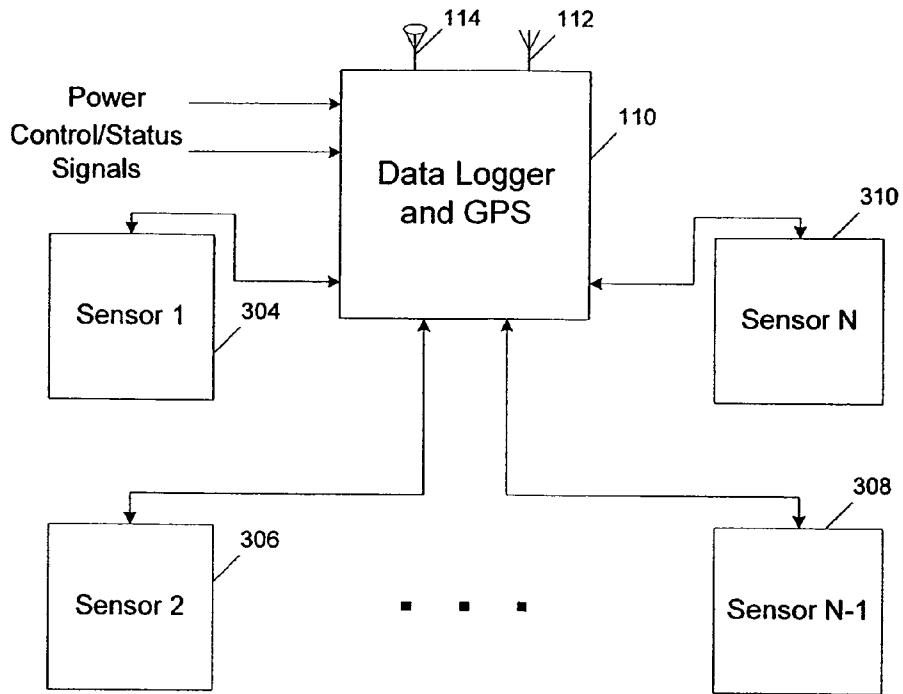 114
112
Power
Control/Status
Signals
110
Data Logger
and GPS
310
Sensor 1
304
Sensor N
308
306
Sensor 2
Sensor N-1